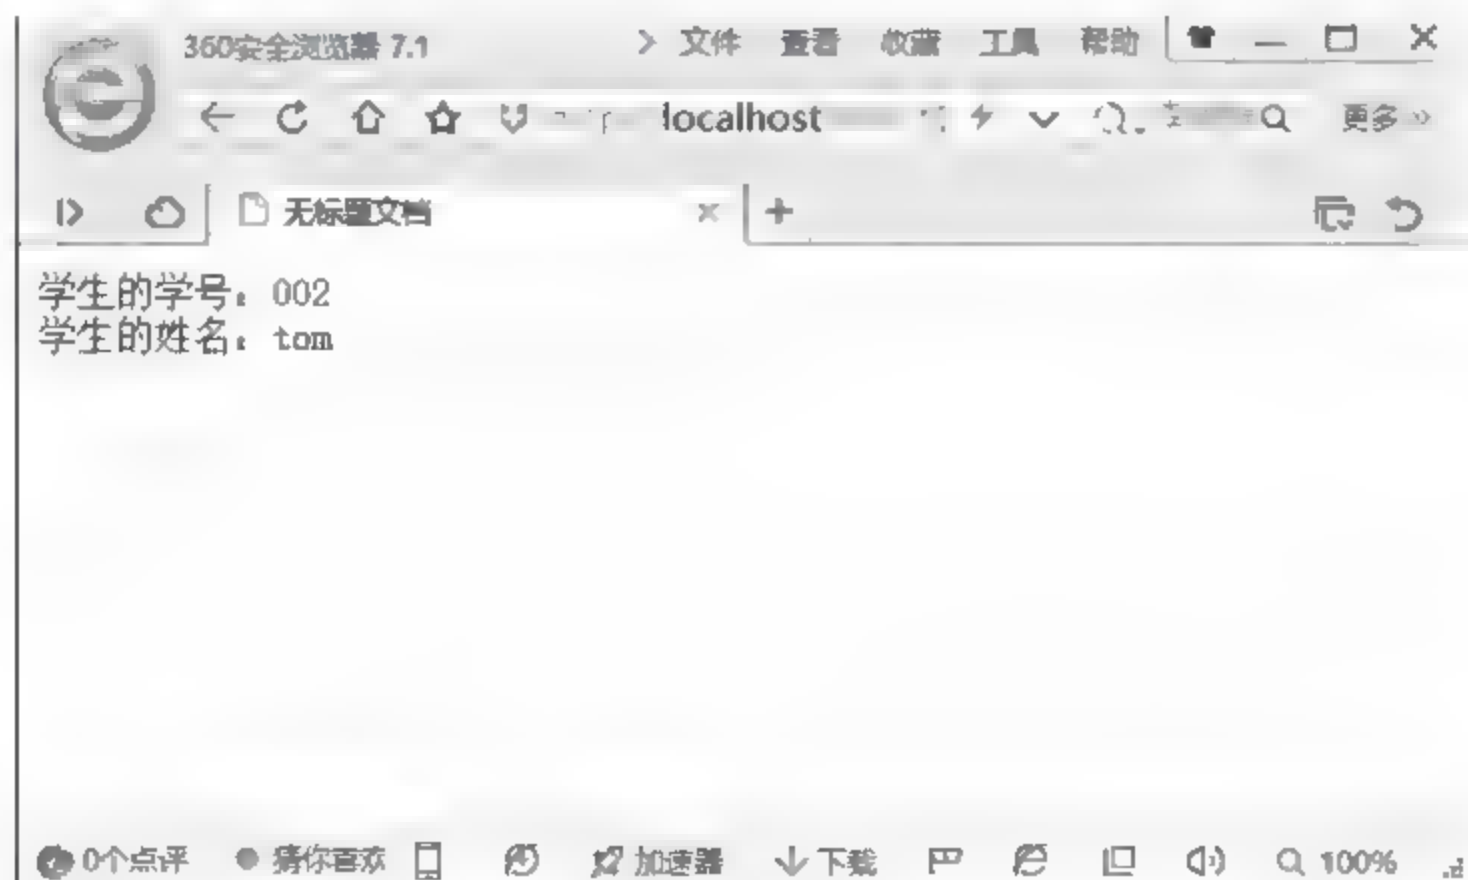 360安全浏览器 7.1
文件 查看 收藏 工具 帮助
localhost
更多
无标题文档
学生的学号：002
学生的姓名：tom
0个点评 猜你喜欢 加速器 下载 100%